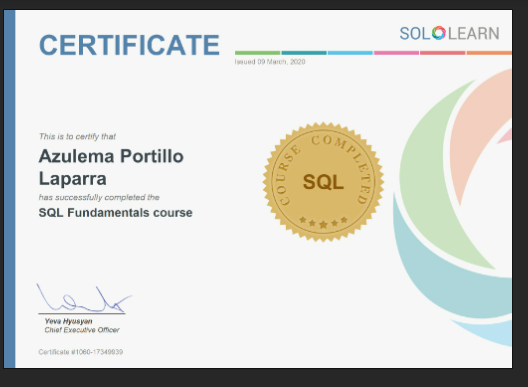 CERTIFICATE
SOLOLEARN
Issued 09 March, 2020
This is to certify that
Azulema Portillo
Laparra
has successfully completed the
SQL Fundamentals course
COURSE COMPLETED
SQL
Yeva Hyusyan
Chief Executive Officer
Certificate #1060-17349939